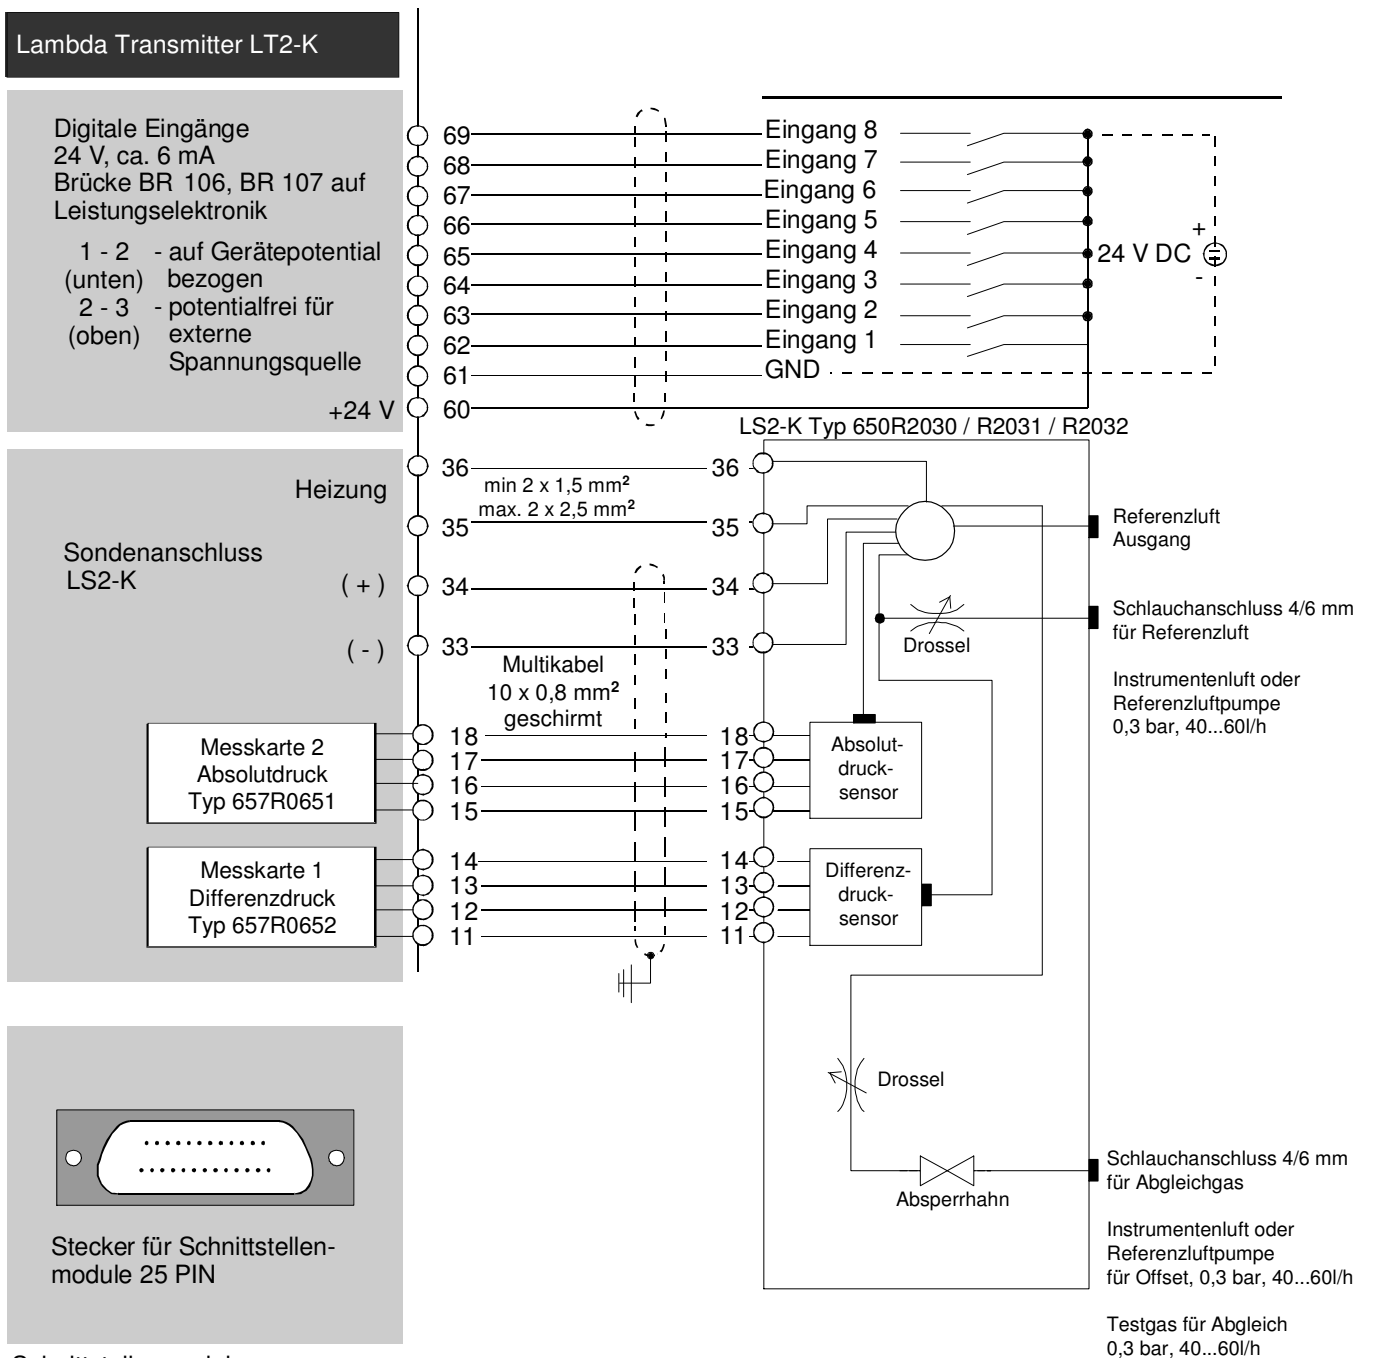 Lambda Transmitter LT2-K
Digitale Eingänge
24 V, ca. 6 mA
Brücke BR 106, BR 107 auf
Leistungselektronik
1 - 2 - auf Gerätepotential
(unten) bezogen
2 - 3 - potentialfrei für
(oben) externe
Spannungsquelle
+24 V
69 Eingang 8
68 Eingang 7
67 Eingang 6
66 Eingang 5
65 Eingang 4
64 Eingang 3
63 Eingang 2
62 Eingang 1
61 GND
60
+
24 V DC
-
LS2-K Typ 650R2030 / R2031 / R2032
Heizung
36 36
min 2 x 1,5 mm²
max. 2 x 2,5 mm²
35 35
Sondenanschluss
LS2-K
( + ) 34 34
( - ) 33 33
Multikabel
10 x 0,8 mm²
geschirmt
Messkarte 2
Absolutdruck
Typ 657R0651
18 18
17 17
16 16
15 15
Absolut-
druck-
sensor
Messkarte 1
Differenzdruck
Typ 657R0652
14 14
13 13
12 12
11 11
Differenz-
druck-
sensor
Drossel
Referenzluft
Ausgang
Schlauchanschluss 4/6 mm
für Referenzluft
Instrumentenluft oder
Referenzluftpumpe
0,3 bar, 40...60l/h
Drossel
Absperrhahn
Schlauchanschluss 4/6 mm
für Abgleichgas
Instrumentenluft oder
Referenzluftpumpe
für Offset, 0,3 bar, 40...60l/h
Testgas für Abgleich
0,3 bar, 40...60l/h
Stecker für Schnittstellen-
module 25 PIN